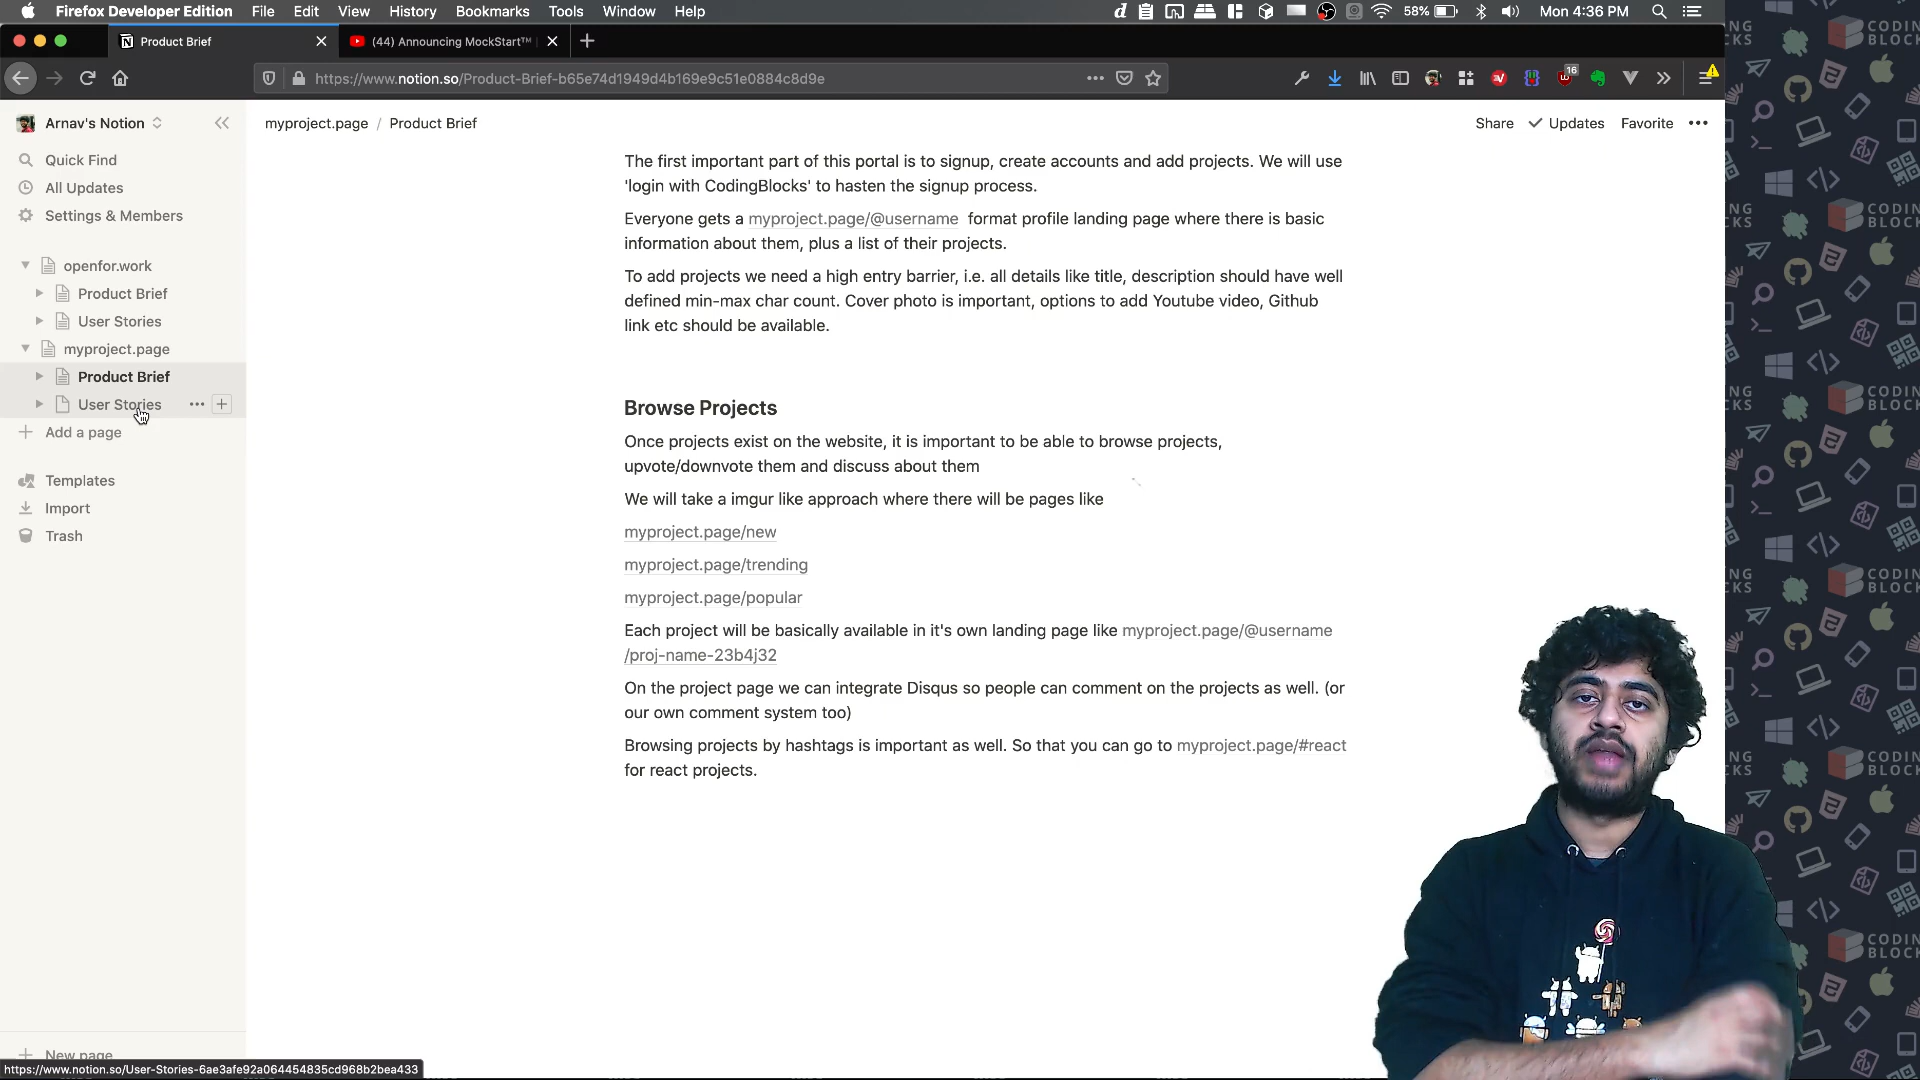 Firefox Developer Edition File Edit View History Bookmarks Tools Window Help
58% Mon 4:36 PM
Product Brief
(44) Announcing MockStart™
https://www.notion.so/Product-Brief-b65e74d1949d4b169e9c51e0884c8d9e
16
Arnav's Notion
myproject.page / Product Brief
Share Updates Favorite
Quick Find
All Updates
Settings & Members
openfor.work
Product Brief
User Stories
myproject.page
Product Brief
User Stories
Add a page
Templates
Import
Trash
New page
https://www.notion.so/User-Stories-6ae3afe92a064454835cd968b2bea433
The first important part of this portal is to signup, create accounts and add projects. We will use
'login with CodingBlocks' to hasten the signup process.
Everyone gets a myproject.page/@username format profile landing page where there is basic
information about them, plus a list of their projects.
To add projects we need a high entry barrier, i.e. all details like title, description should have well
defined min-max char count. Cover photo is important, options to add Youtube video, Github
link etc should be available.
Browse Projects
Once projects exist on the website, it is important to be able to browse projects,
upvote/downvote them and discuss about them
We will take a imgur like approach where there will be pages like
myproject.page/new
myproject.page/trending
myproject.page/popular
Each project will be basically available in it's own landing page like myproject.page/@username
/proj-name-23b4j32
On the project page we can integrate Disqus so people can comment on the projects as well. (or
our own comment system too)
Browsing projects by hashtags is important as well. So that you can go to myproject.page/#react
for react projects.
CODING
BLOCKS
CODING
BLOCKS
CODING
BLOCKS
CODING
BLOCKS
CODING
BLOCKS
CODING
BLOCKS